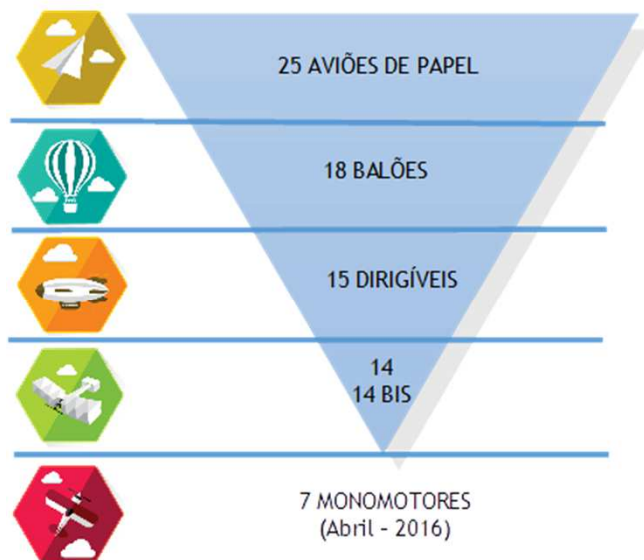 25 AVIÕES DE PAPEL
18 BALÕES
15 DIRIGÍVEIS
14
14 BIS
7 MONOMOTORES
(Abril - 2016)